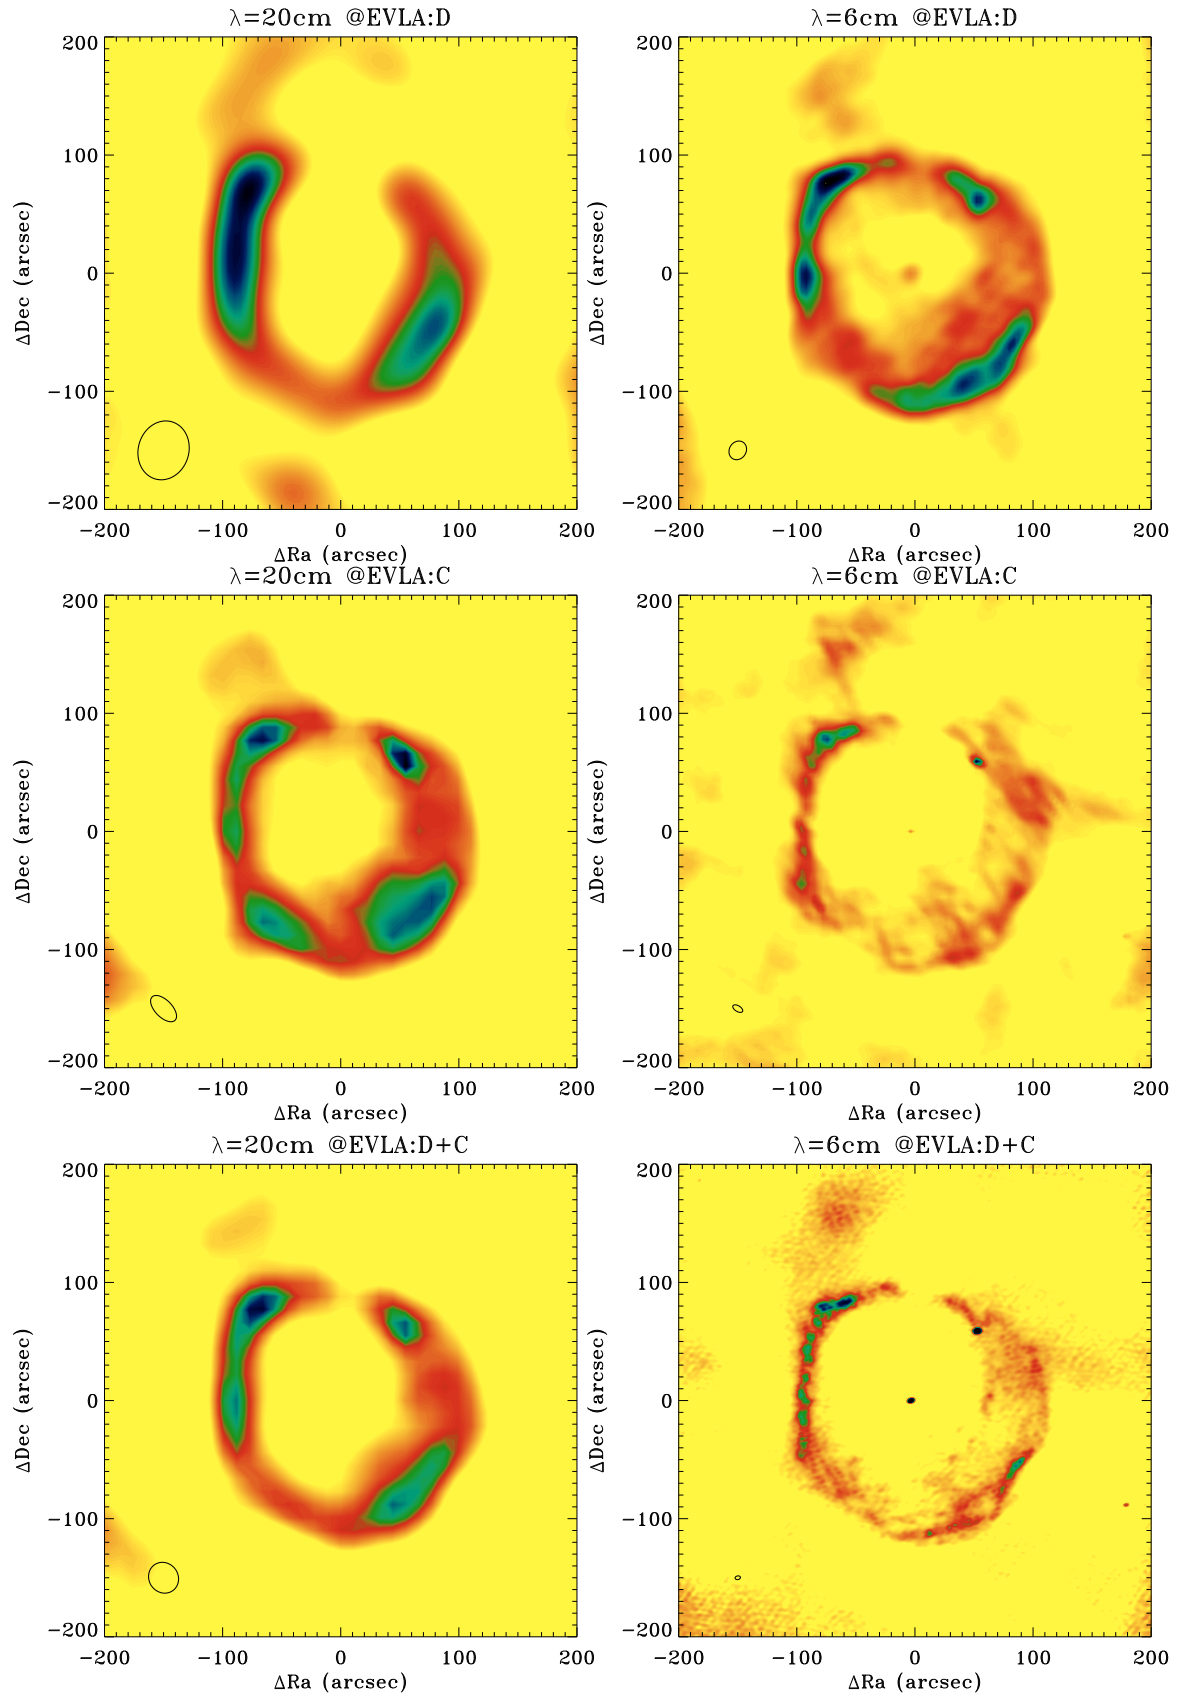 λ=20cm @EVLA:D
λ=6cm @EVLA:D
200
100
0
−100
−200
ΔDec (arcsec)
−200 −100 0 100 200
ΔRa (arcsec)
200
100
0
−100
−200
ΔDec (arcsec)
−200 −100 0 100 200
ΔRa (arcsec)
λ=20cm @EVLA:C
λ=6cm @EVLA:C
200
100
0
−100
−200
ΔDec (arcsec)
−200 −100 0 100 200
ΔRa (arcsec)
200
100
0
−100
−200
ΔDec (arcsec)
−200 −100 0 100 200
ΔRa (arcsec)
λ=20cm @EVLA:D+C
λ=6cm @EVLA:D+C
200
100
0
−100
−200
ΔDec (arcsec)
−200 −100 0 100 200
ΔRa (arcsec)
200
100
0
−100
−200
ΔDec (arcsec)
−200 −100 0 100 200
ΔRa (arcsec)